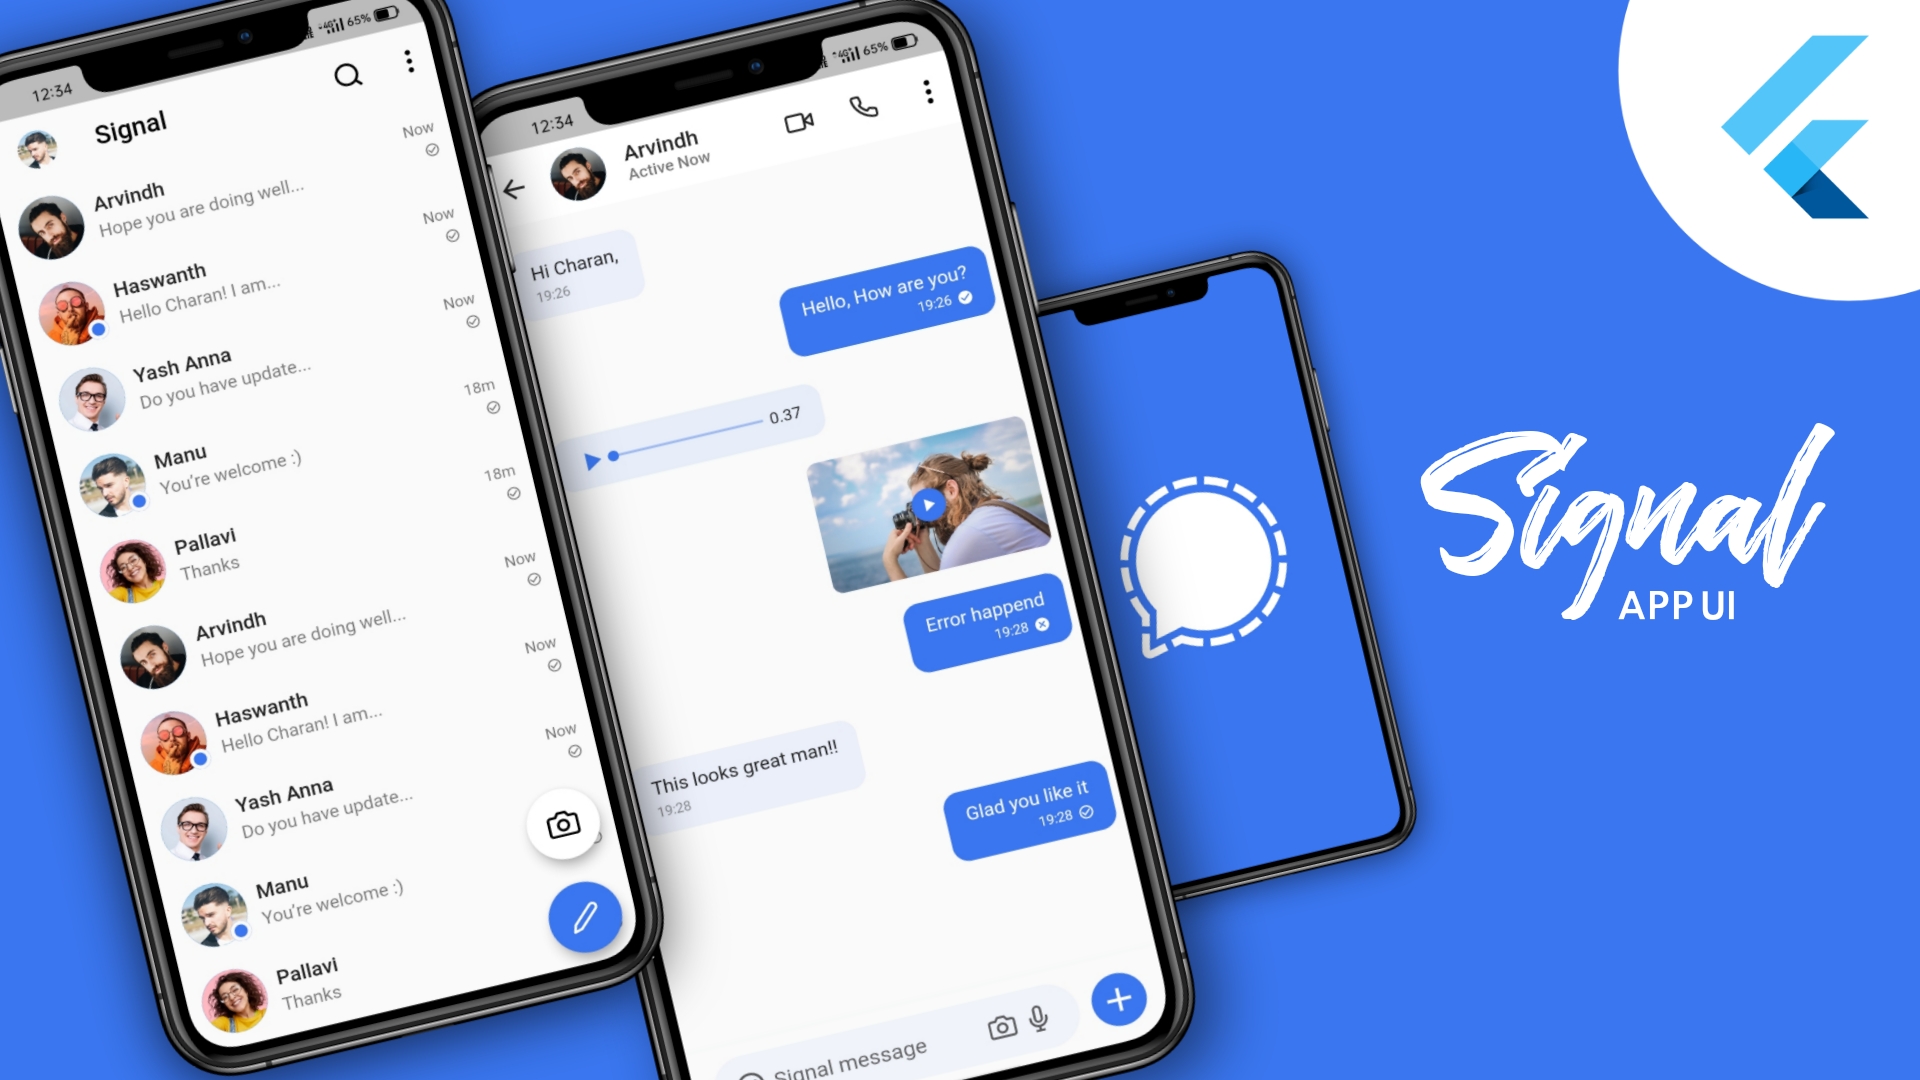 12:34
4G+ 65%
Signal
Arvindh
Hope you are doing well...
Now
Haswanth
Hello Charan! I am...
Now
Yash Anna
Do you have update...
Now
Manu
You're welcome :)
18m
Pallavi
Thanks
18m
Arvindh
Hope you are doing well...
Now
Haswanth
Hello Charan! I am...
Now
Yash Anna
Do you have update...
Now
Manu
You're welcome :)
Pallavi
Thanks
12:34
4G+ 65%
Arvindh
Active Now
Hi Charan,
19:26
Hello, How are you?
19:26
0.37
Error happend
19:28
This looks great man!!
19:28
Glad you like it
19:28
Signal message
Signal
APP UI